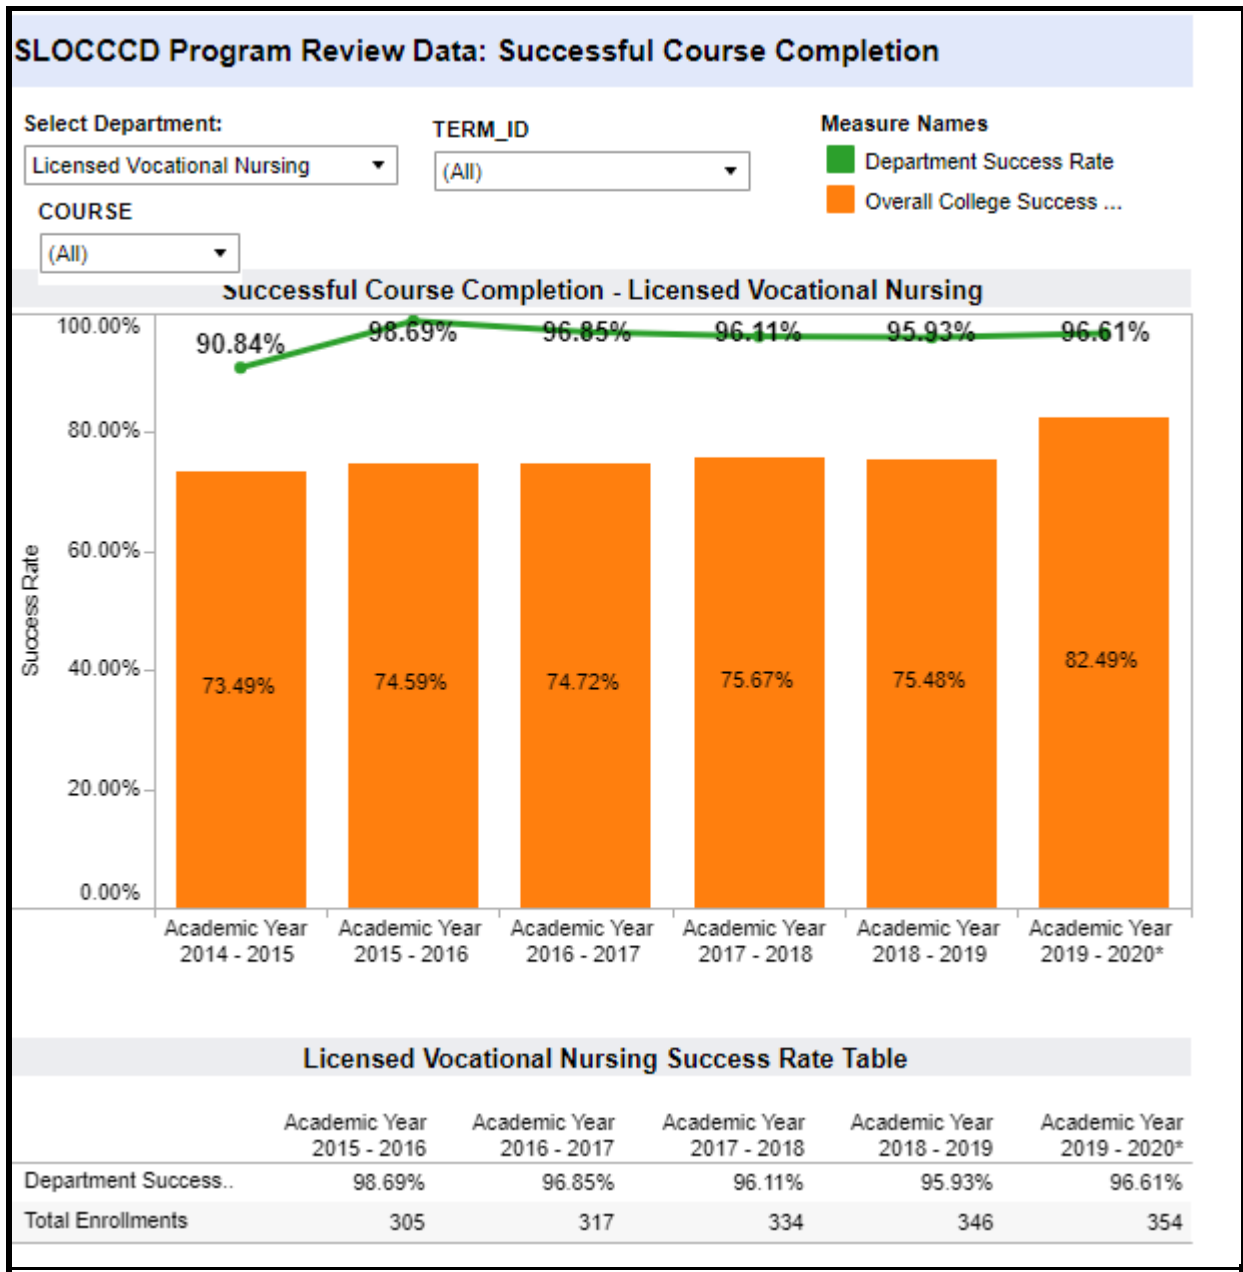 SLOCCCD Program Review Data: Successful Course Completion
Select Department:
Licensed Vocational Nursing
TERM_ID
(All)
Measure Names
Department Success Rate
Overall College Success ...
COURSE
(All)
Successful Course Completion - Licensed Vocational Nursing
100.00%
80.00%
60.00%
40.00%
20.00%
0.00%
Success Rate
90.84% 98.69% 96.85% 96.11% 95.93% 96.61%
73.49% 74.59% 74.72% 75.67% 75.48% 82.49%
Academic Year Academic Year Academic Year Academic Year Academic Year Academic Year
2014 - 2015 2015 - 2016 2016 - 2017 2017 - 2018 2018 - 2019 2019 - 2020*
Licensed Vocational Nursing Success Rate Table
Academic Year Academic Year Academic Year Academic Year Academic Year
2015 - 2016 2016 - 2017 2017 - 2018 2018 - 2019 2019 - 2020*
Department Success.. 98.69% 96.85% 96.11% 95.93% 96.61%
Total Enrollments 305 317 334 346 354